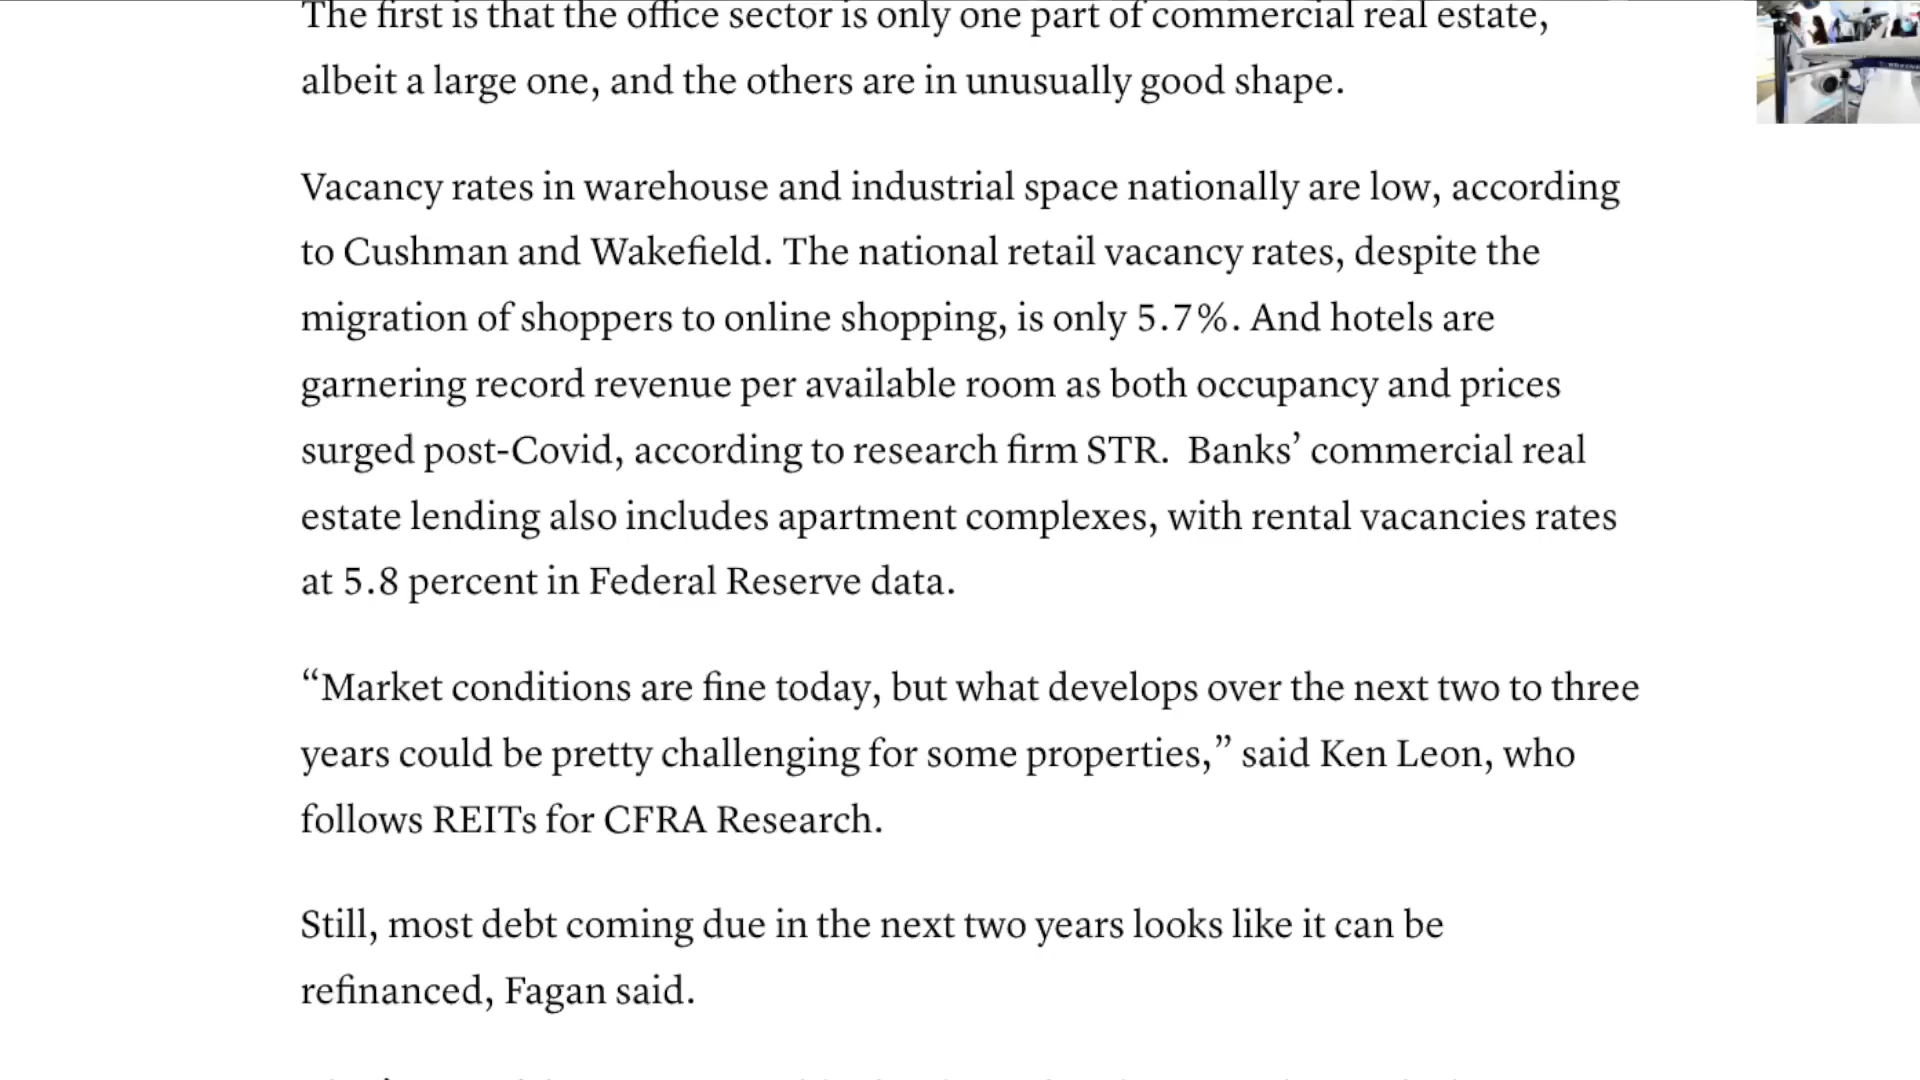 The first is that the office sector is only one part of commercial real estate,
albeit a large one, and the others are in unusually good shape.
Vacancy rates in warehouse and industrial space nationally are low, according
to Cushman and Wakefield. The national retail vacancy rates, despite the
migration of shoppers to online shopping, is only 5.7%. And hotels are
garnering record revenue per available room as both occupancy and prices
surged post-Covid, according to research firm STR.  Banks’ commercial real
estate lending also includes apartment complexes, with rental vacancies rates
at 5.8 percent in Federal Reserve data.
“Market conditions are fine today, but what develops over the next two to three
years could be pretty challenging for some properties,” said Ken Leon, who
follows REITs for CFRA Research.
Still, most debt coming due in the next two years looks like it can be
refinanced, Fagan said.